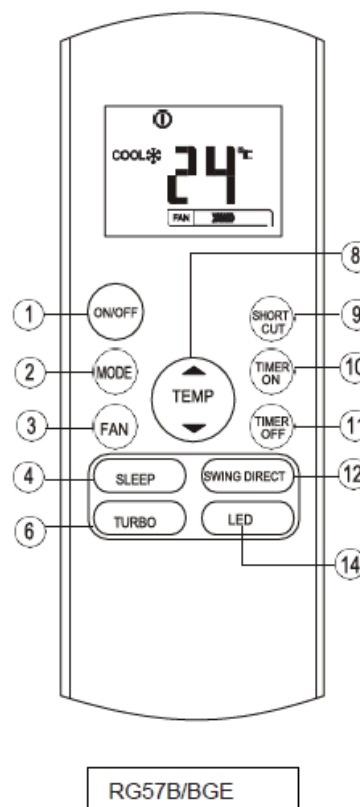 COOL 24 °C
FAN
8
1 ON/OFF SHORT CUT 9
2 MODE TEMP TIMER ON 10
3 FAN TIMER OFF 11
4 SLEEP SWING DIRECT 12
6 TURBO LED
14
RG57B/BGE